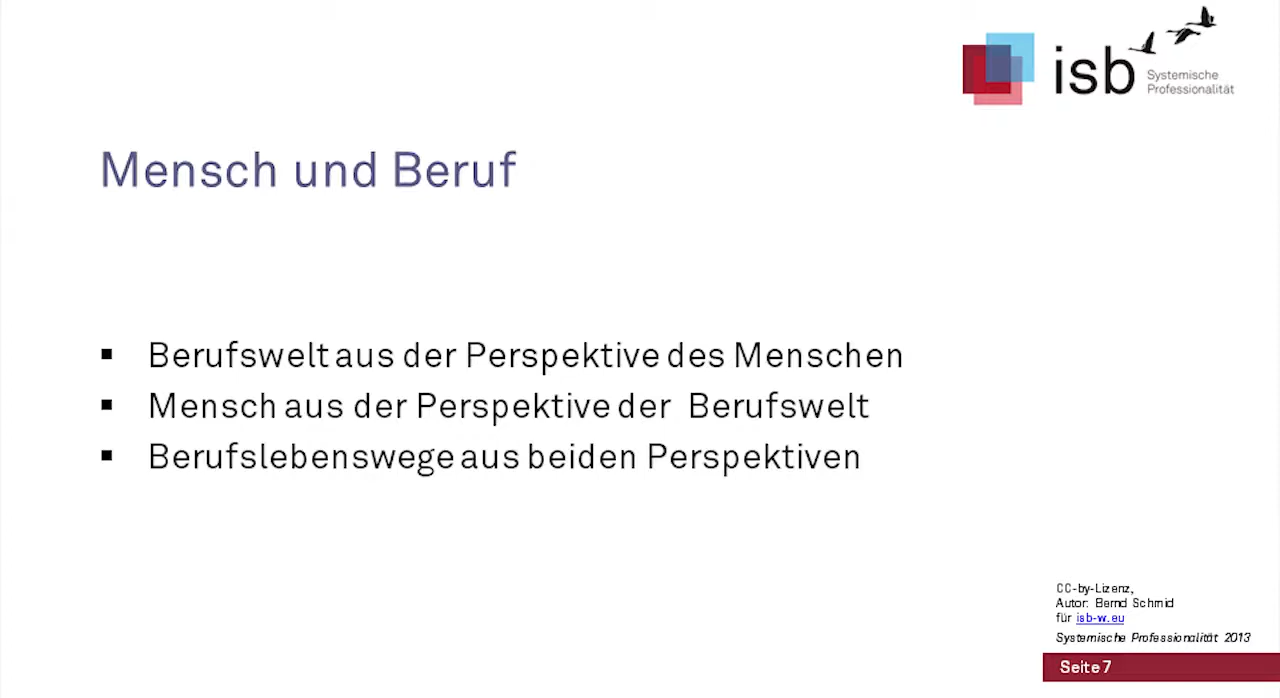 isb
Systemische
Professionalität
Mensch und Beruf
▪ Berufswelt aus der Perspektive des Menschen
▪ Mensch aus der Perspektive der Berufswelt
▪ Berufslebenswege aus beiden Perspektiven
CC-by-Lizenz,
Autor: Bernd Schmid
für isb-w.eu
Systemische Professionalität 2013
Seite 7